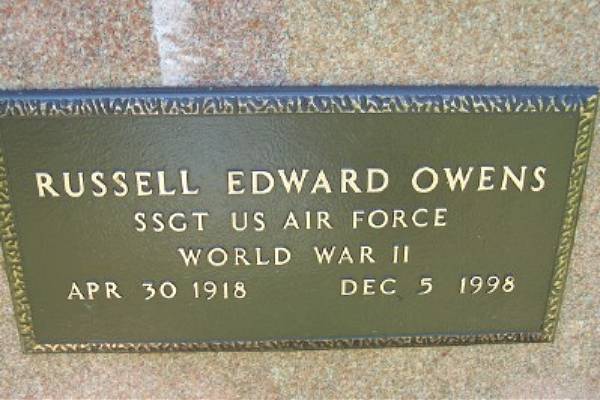 RUSSELL EDWARD OWENS
SSGT US AIR FORCE
WORLD WAR II
APR 30 1918 DEC 5 1998